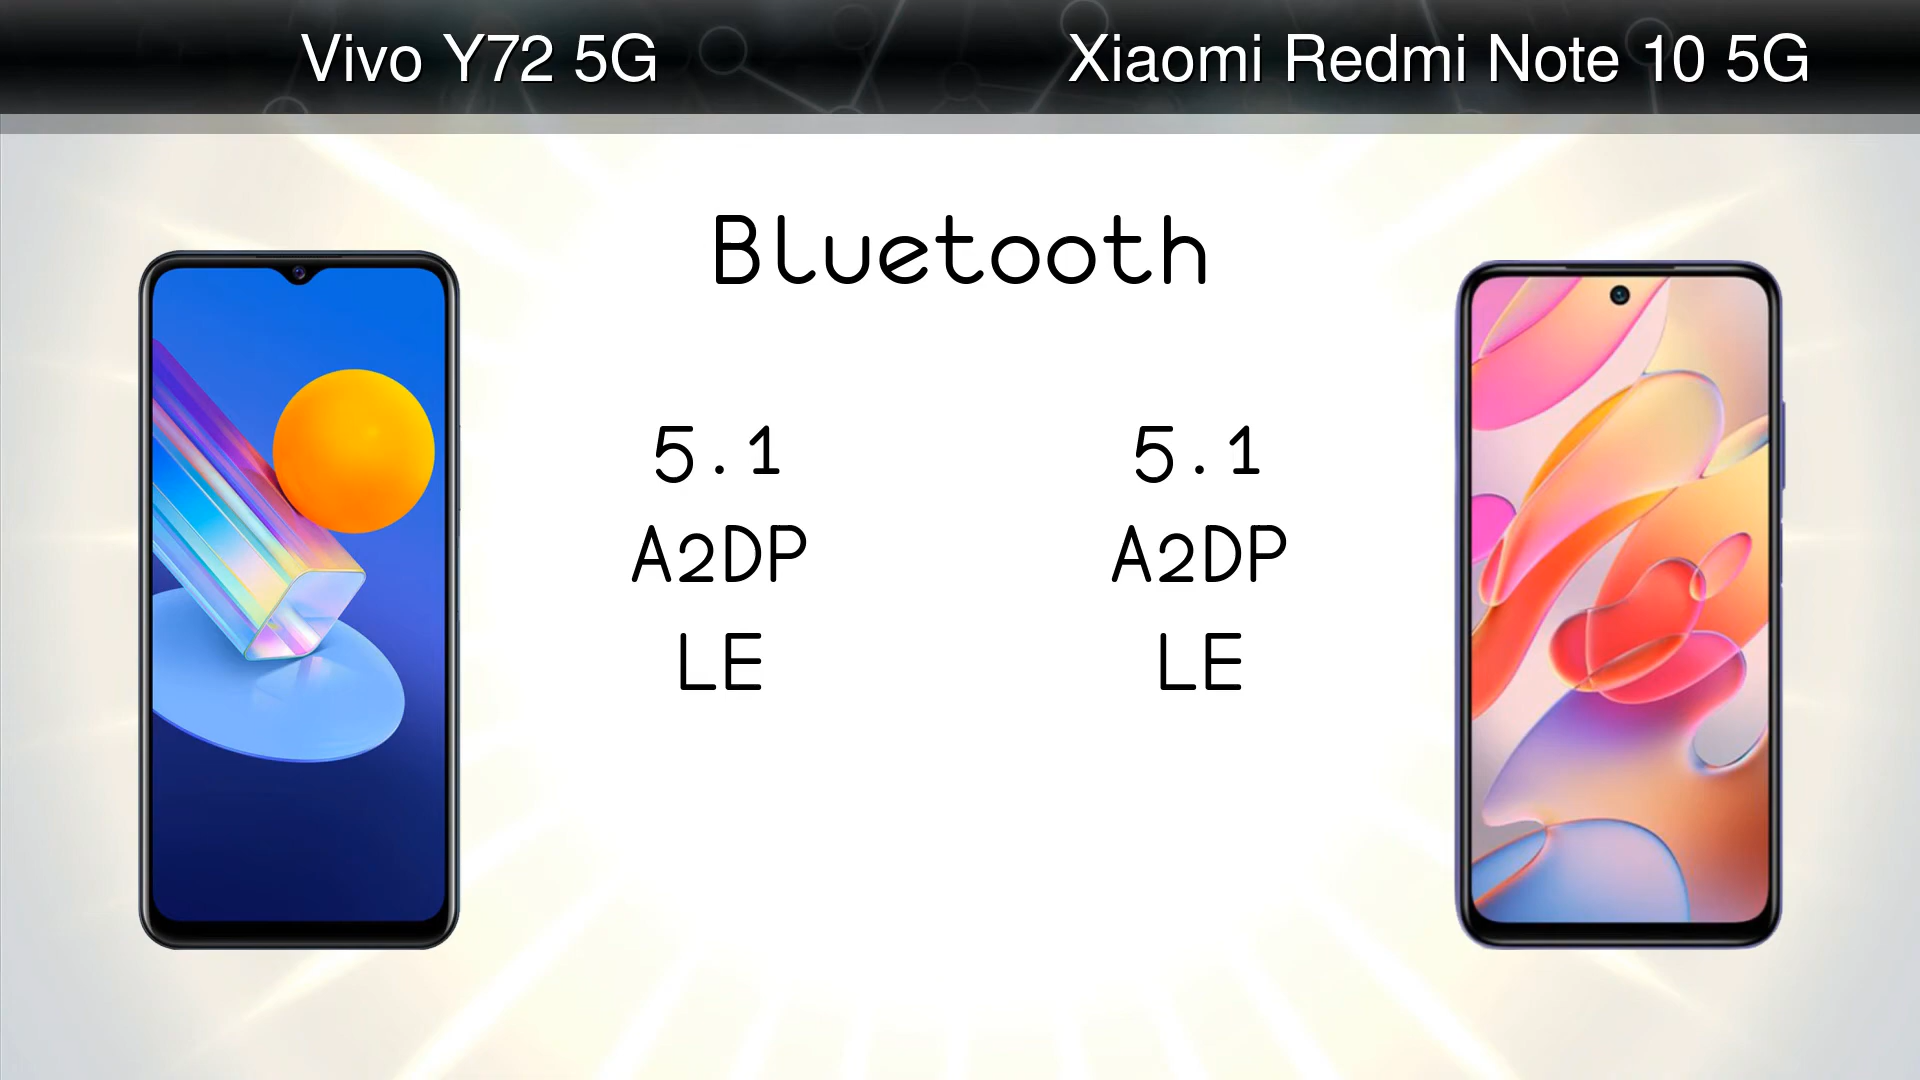 Vivo Y72 5G
Xiaomi Redmi Note 10 5G
Bluetooth
5.1
5.1
A2DP
A2DP
LE
LE